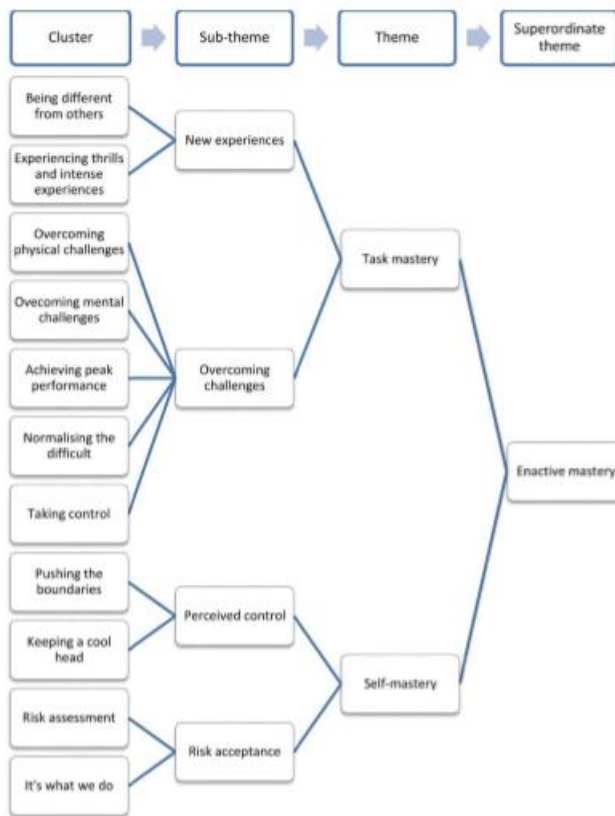 Cluster
Sub-theme
Theme
Superordinate
theme
Being different
from others
Experiencing thrills
and intense
experiences
New experiences
Overcoming
physical challenges
Ovecoming mental
challenges
Achieving peak
performance
Normalising the
difficult
Taking control
Overcoming
challenges
Task mastery
Pushing the
boundaries
Keeping a cool
head
Perceived control
Risk assessment
It's what we do
Risk acceptance
Self-mastery
Enactive mastery